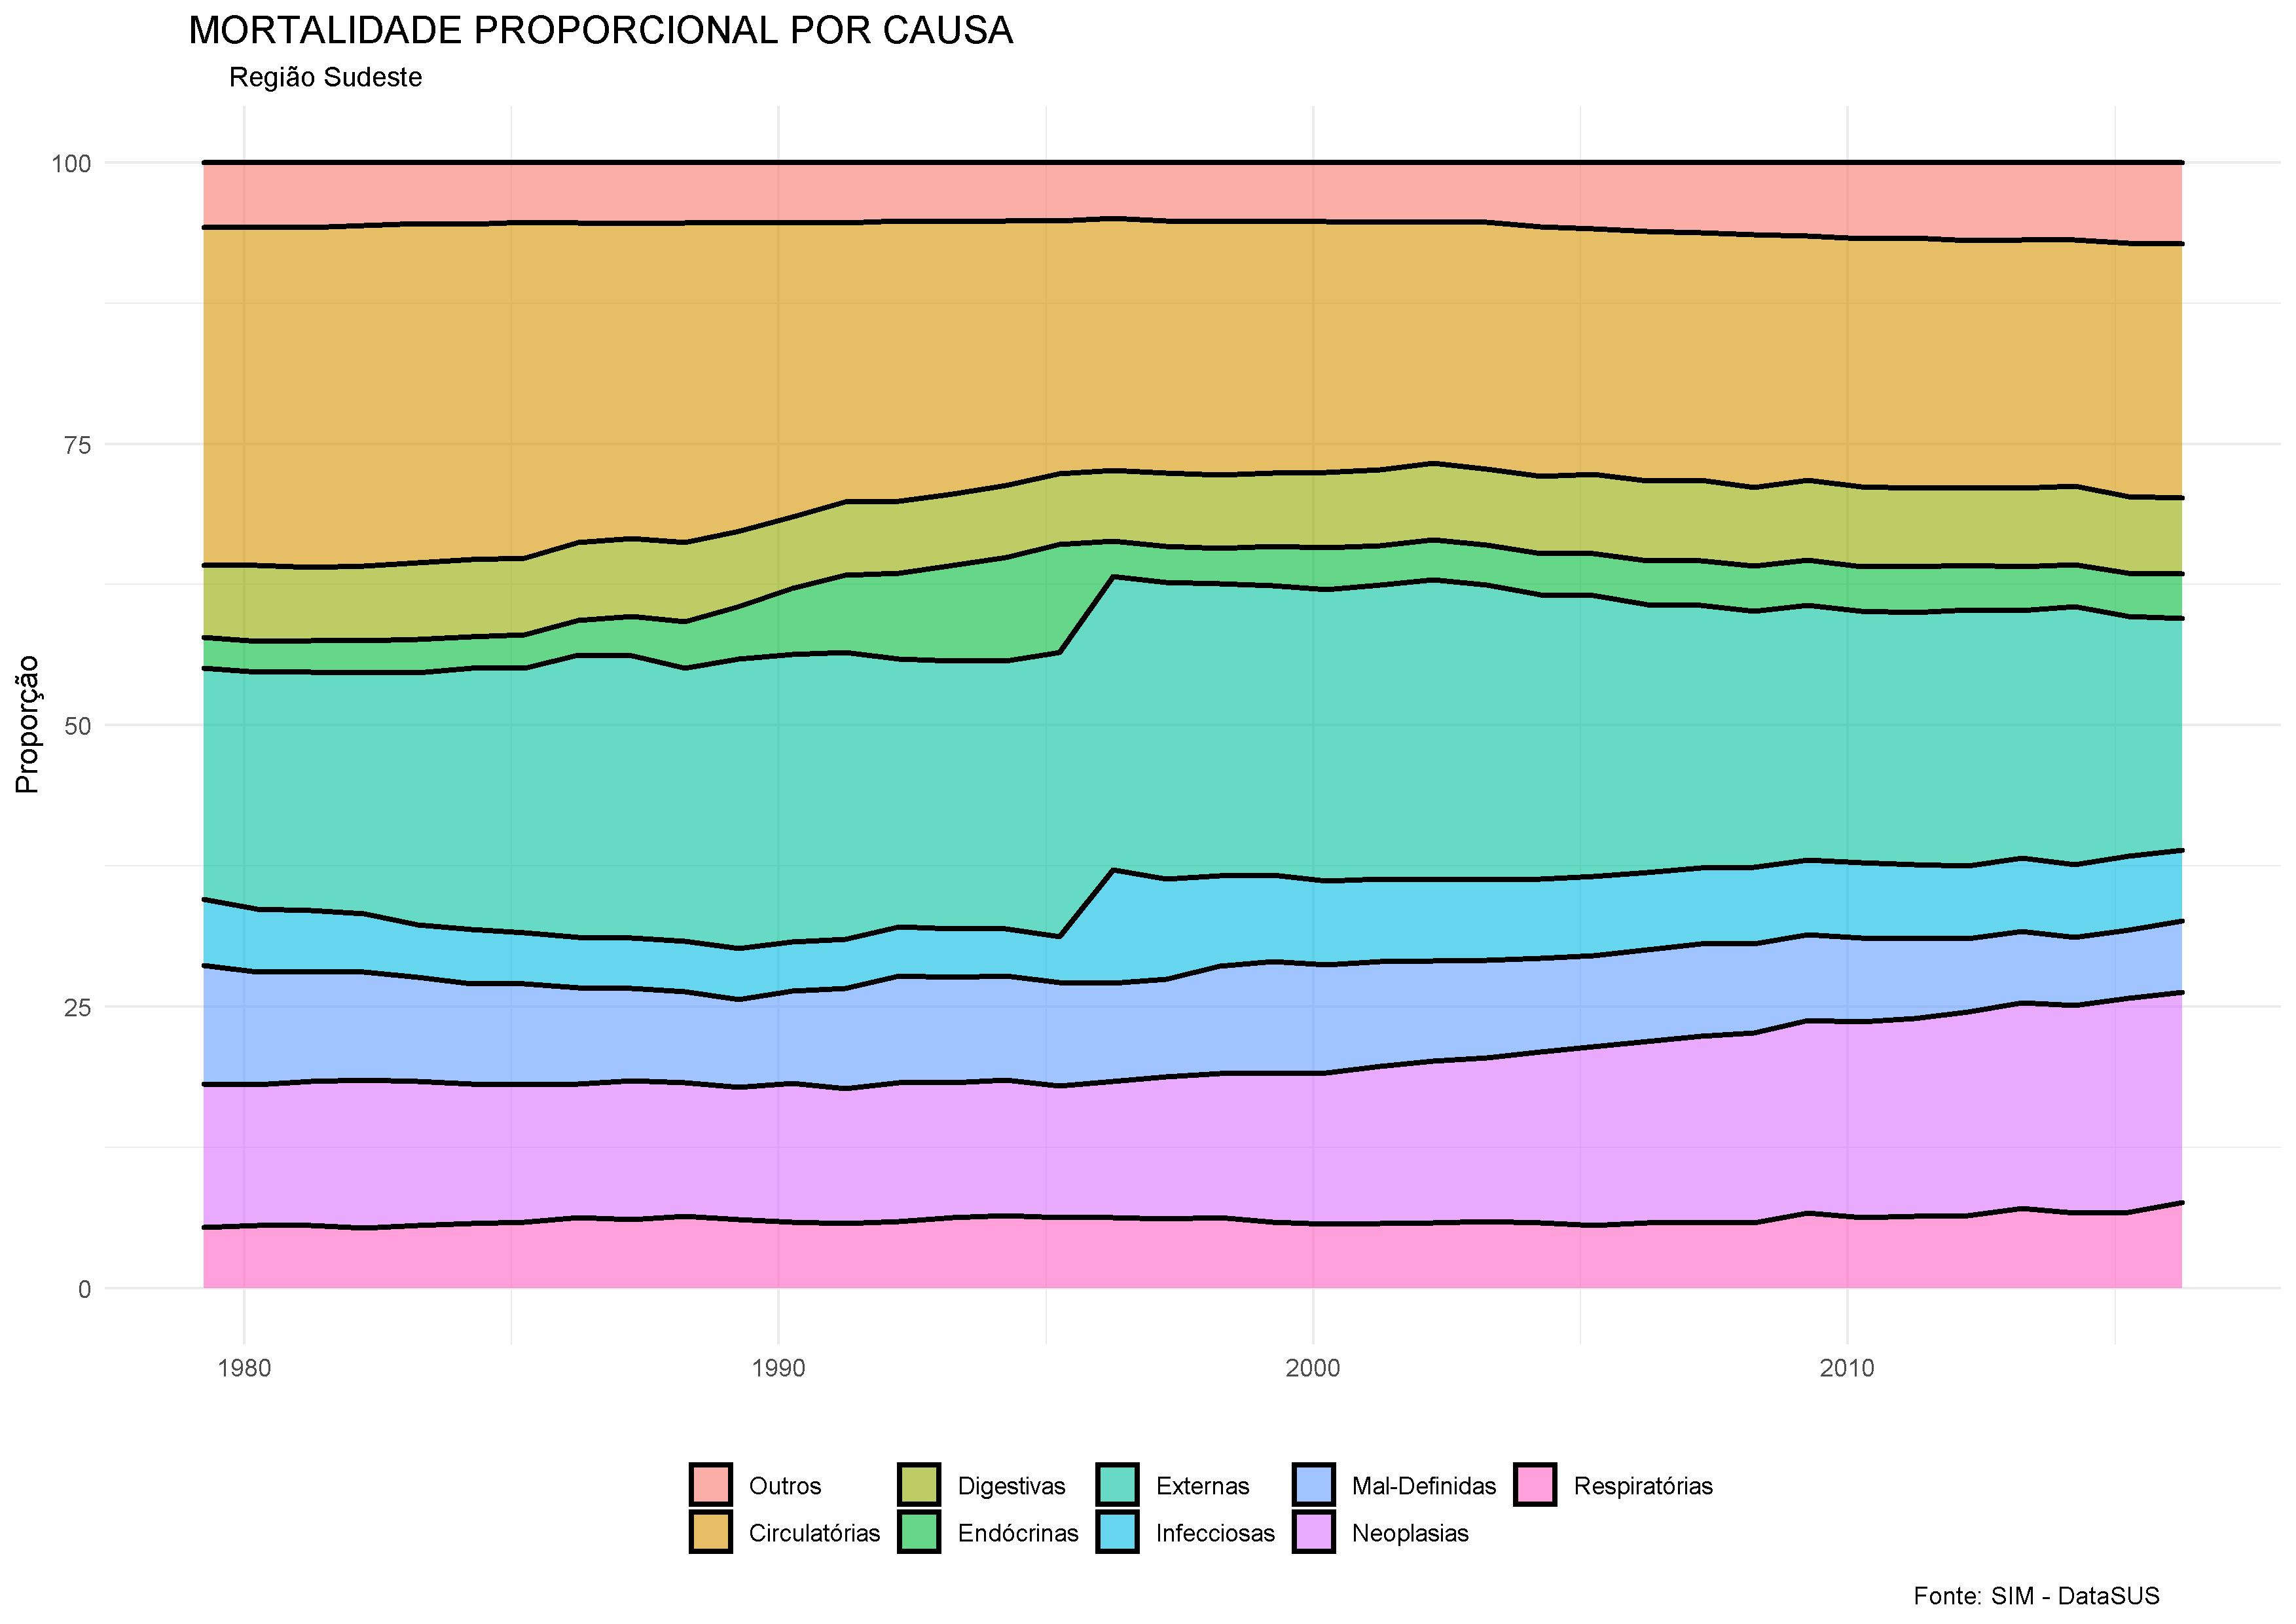 MORTALIDADE PROPORCIONAL POR CAUSA
Região Sudeste
100
75
50
25
0
Proporção
1980 1990 2000 2010
Outros Digestivas Externas Mal-Definidas Respiratórias
Circulatórias Endócrinas Infecciosas Neoplasias
Fonte: SIM - DataSUS